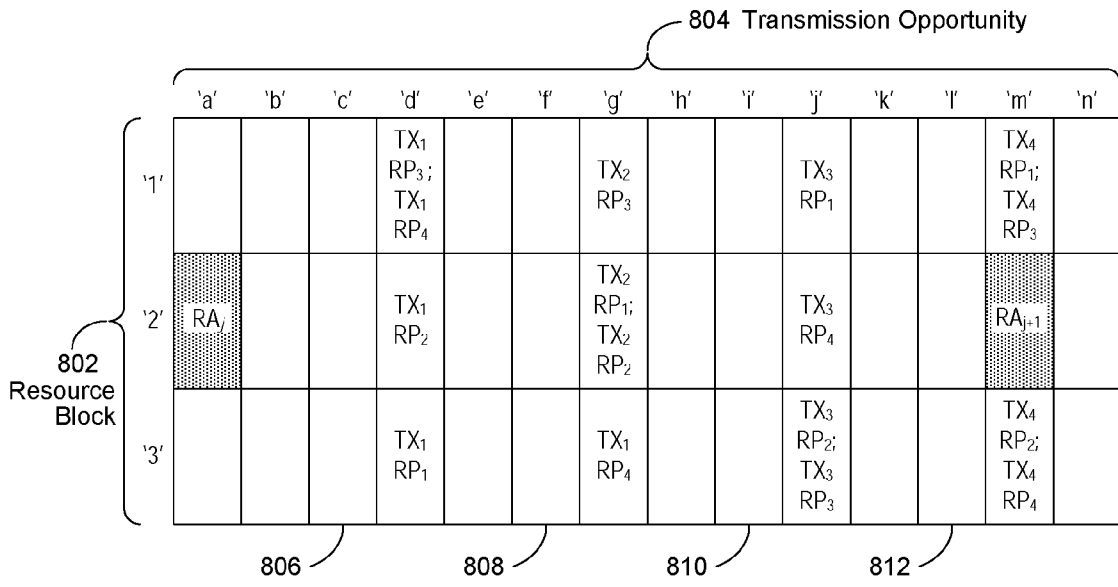 804 Transmission Opportunity
'a' 'b' 'c' 'd' 'e' 'f' 'g' 'h' 'i' 'j' 'k' 'l' 'm' 'n'
'1'
TX1
RP3;
TX1
RP4
TX2
RP3
TX3
RP1
TX4
RP1;
TX4
RP3
'2'
RAj
TX1
RP2
TX2
RP1;
TX2
RP2
TX3
RP4
RAj+1
802
Resource
Block
'3'
TX1
RP1
TX1
RP4
TX3
RP2;
TX3
RP3
TX4
RP2;
TX4
RP4
806 808 810 812